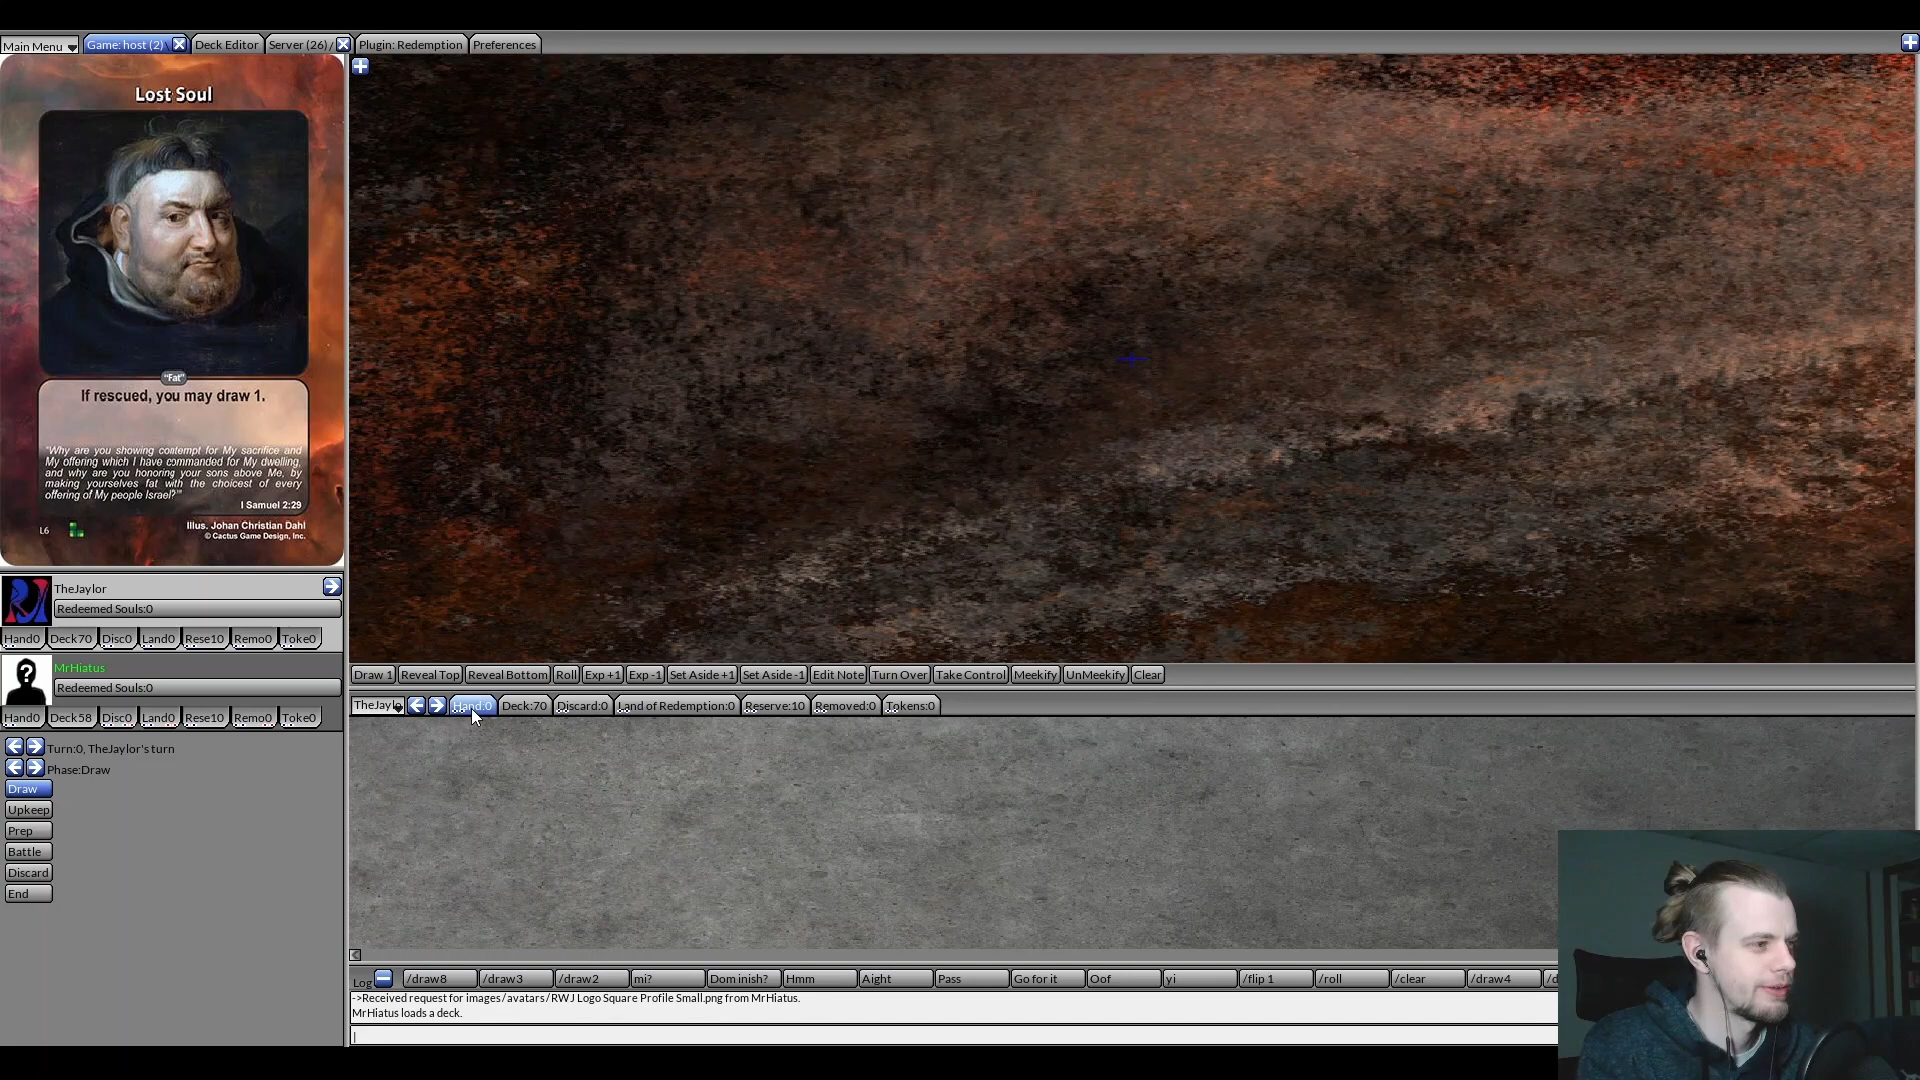 Main Menu
Game: host (2)
Deck Editor
Server (26) /
Plugin: Redemption
Preferences
Lost Soul
"Fat"
If rescued, you may draw 1.
"Why are you showing contempt for My sacrifice and
My offering which I have commanded for My dwelling,
and why are you honoring your sons above Me, by
making yourselves fat with the choicest of every
offering of My people Israel?'"
I Samuel 2:29
L6
Illus. Johan Christian Dahl
© Cactus Game Design, Inc.
TheJaylor
Redeemed Souls:0
Hand0 Deck70 Disc0 Land0 Rese10 Remo0 Toke0
MrHiatus
Redeemed Souls:0
Hand0 Deck58 Disc0 Land0 Rese10 Remo0 Toke0
Turn:0, TheJaylor's turn
Phase:Draw
Draw
Upkeep
Prep
Battle
Discard
End
Draw 1 Reveal Top Reveal Bottom Roll Exp +1 Exp -1 Set Aside +1 Set Aside -1 Edit Note Turn Over Take Control Meekify UnMeekify Clear
TheJaylo Hand:0 Deck:70 Discard:0 Land of Redemption:0 Reserve:10 Removed:0 Tokens:0
Log /draw8 /draw3 /draw2 mi? Dominish? Hmm Aight Pass Go for it Oof yi /flip 1 /roll /clear /draw4 /d
->Received request for images/avatars/RWJ Logo Square Profile Small.png from MrHiatus.
MrHiatus loads a deck.